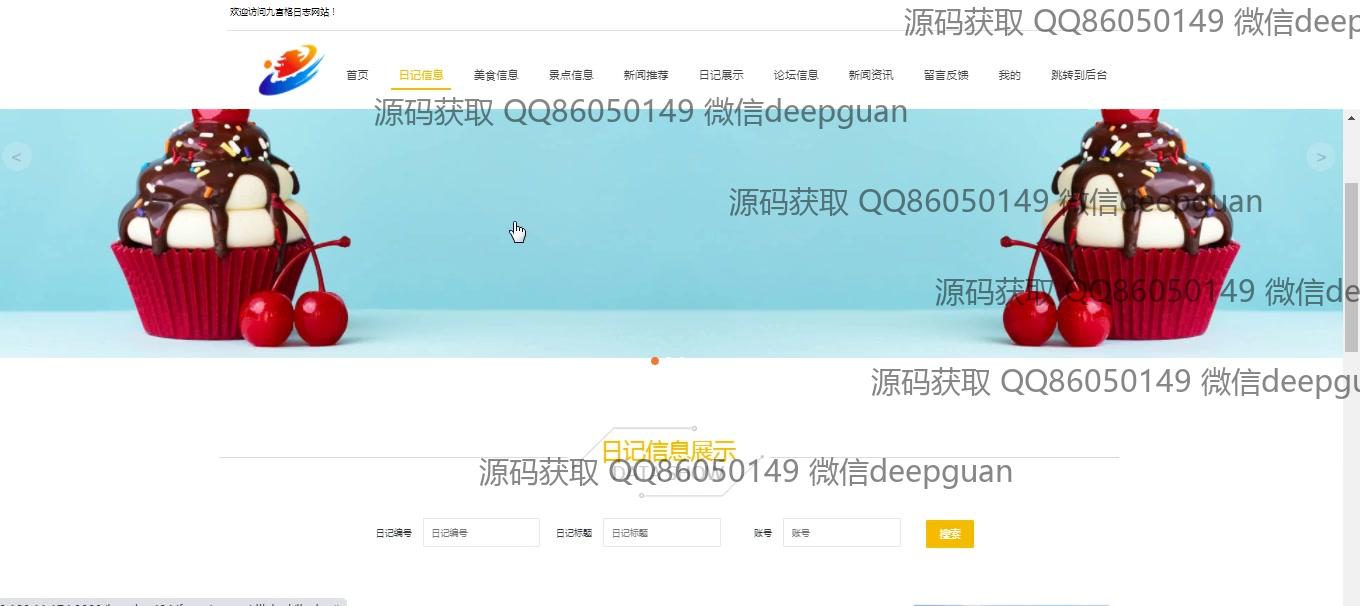 欢迎访问九宫格日志网站！
源码获取 QQ86050149 微信deep
首页 日记信息 美食信息 景点信息 新闻推荐 日记展示 论坛信息 新闻资讯 留言反馈 我的 跳转到后台
源码获取 QQ86050149 微信deepguan
< >
源码获取 QQ86050149 微信deepguan
源码获取 QQ86050149 微信de
源码获取 QQ86050149 微信deepgu
日记信息展示
DATA SHOW
源码获取 QQ86050149 微信deepguan
日记编号 日记编号 日记标题 日记标题 账号 账号 搜索